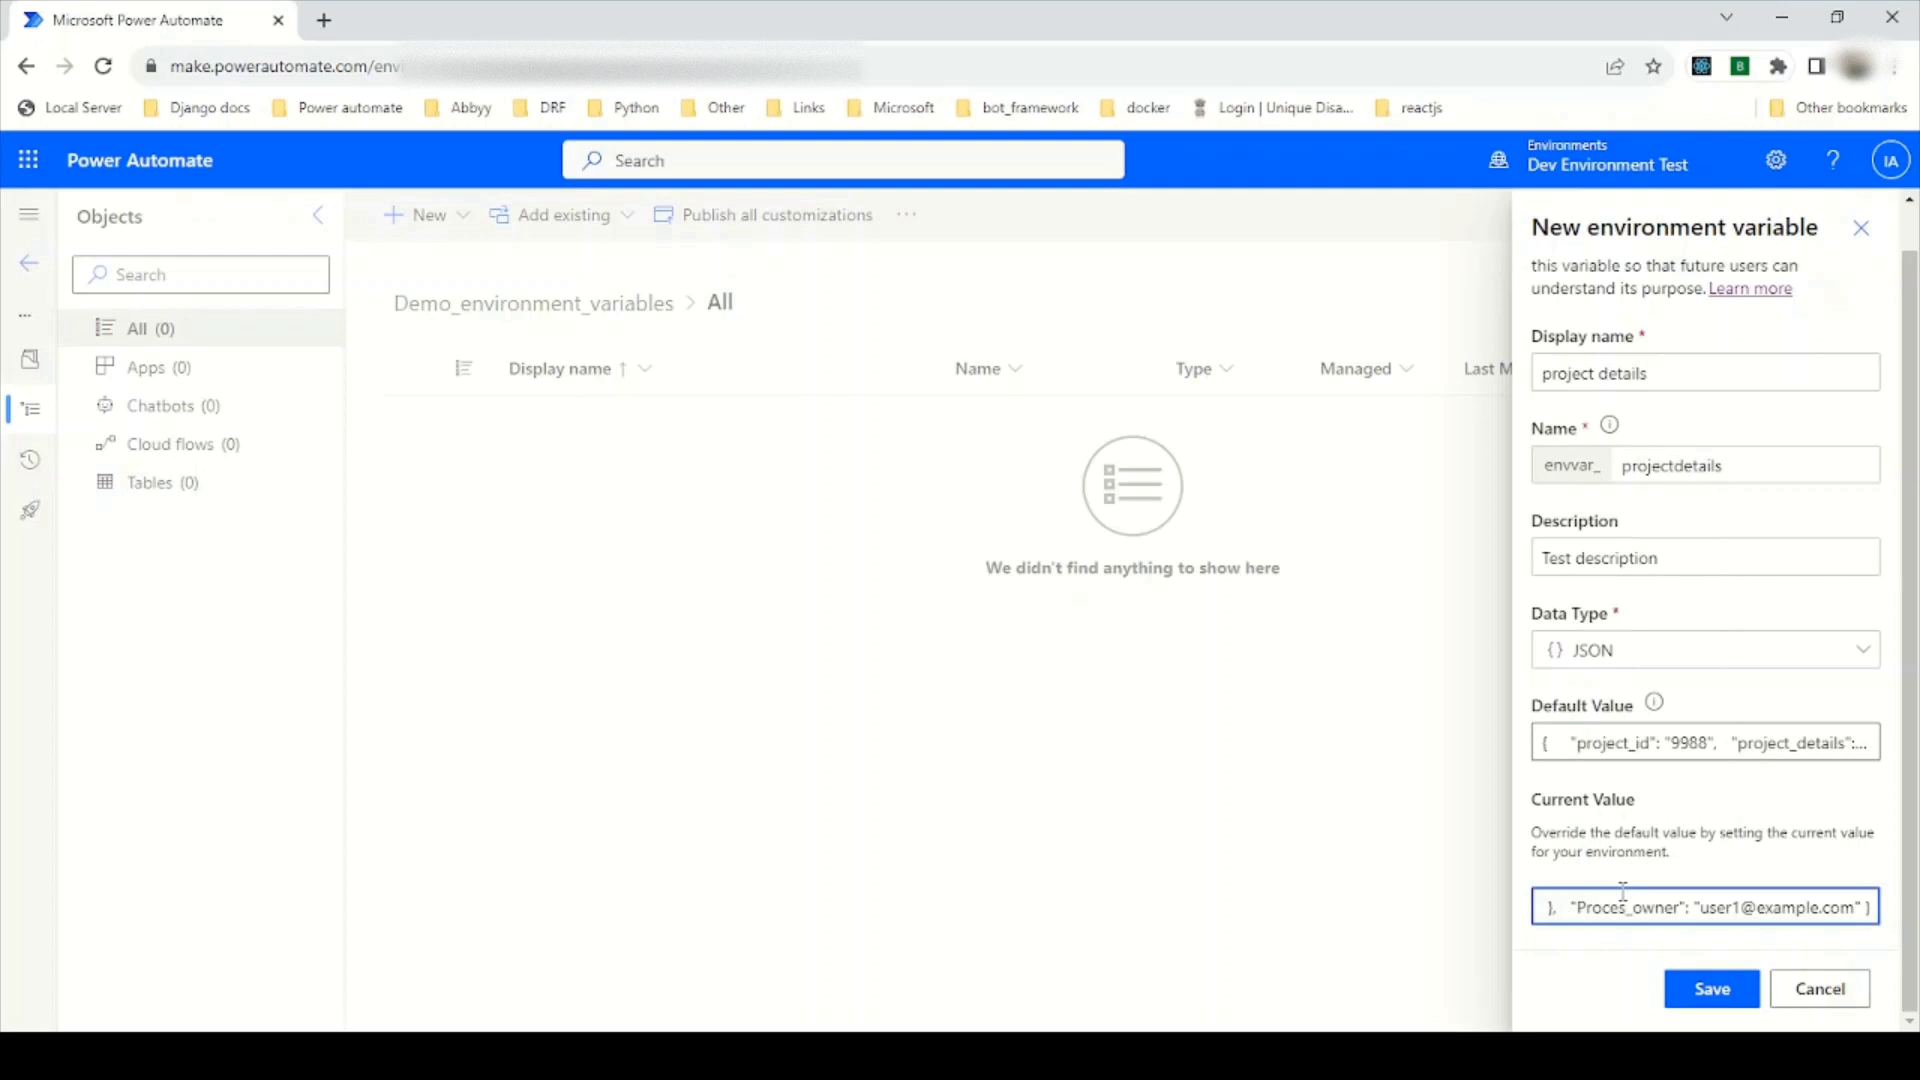 Microsoft Power Automate
make.powerautomate.com/envi
Local Server
Django docs
Power automate
Abbyy
DRF
Python
Other
Links
Microsoft
bot_framework
docker
Login | Unique Disa...
reactjs
Other bookmarks
Power Automate
Search
Environments
Dev Environment Test
?
IA
Objects
Search
All (0)
Apps (0)
Chatbots (0)
Cloud flows (0)
Tables (0)
New
Add existing
Publish all customizations
...
Demo_environment_variables > All
Display name ↑
Name
Type
Managed
Last M
We didn't find anything to show here
New environment variable
this variable so that future users can
understand its purpose. Learn more
Display name *
project details
Name *
envvar_ projectdetails
Description
Test description
Data Type *
{} JSON
Default Value
{ "project_id": "9988", "project_details":...
Current Value
Override the default value by setting the current value
for your environment.
}, "Proces_owner": "user1@example.com" }
Save
Cancel